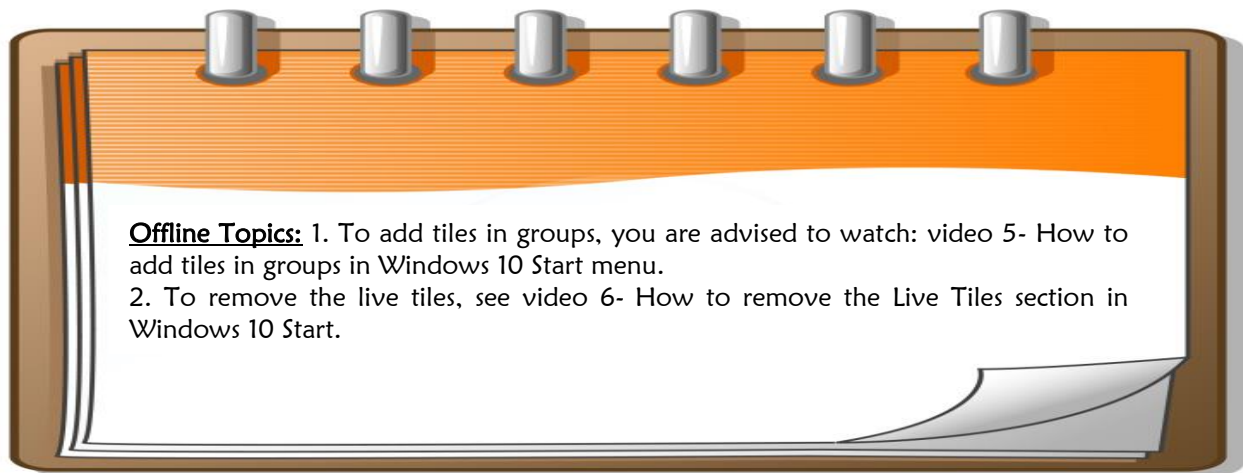 Offline Topics: 1. To add tiles in groups, you are advised to watch: video 5- How to
add tiles in groups in Windows 10 Start menu.
2. To remove the live tiles, see video 6- How to remove the Live Tiles section in
Windows 10 Start.